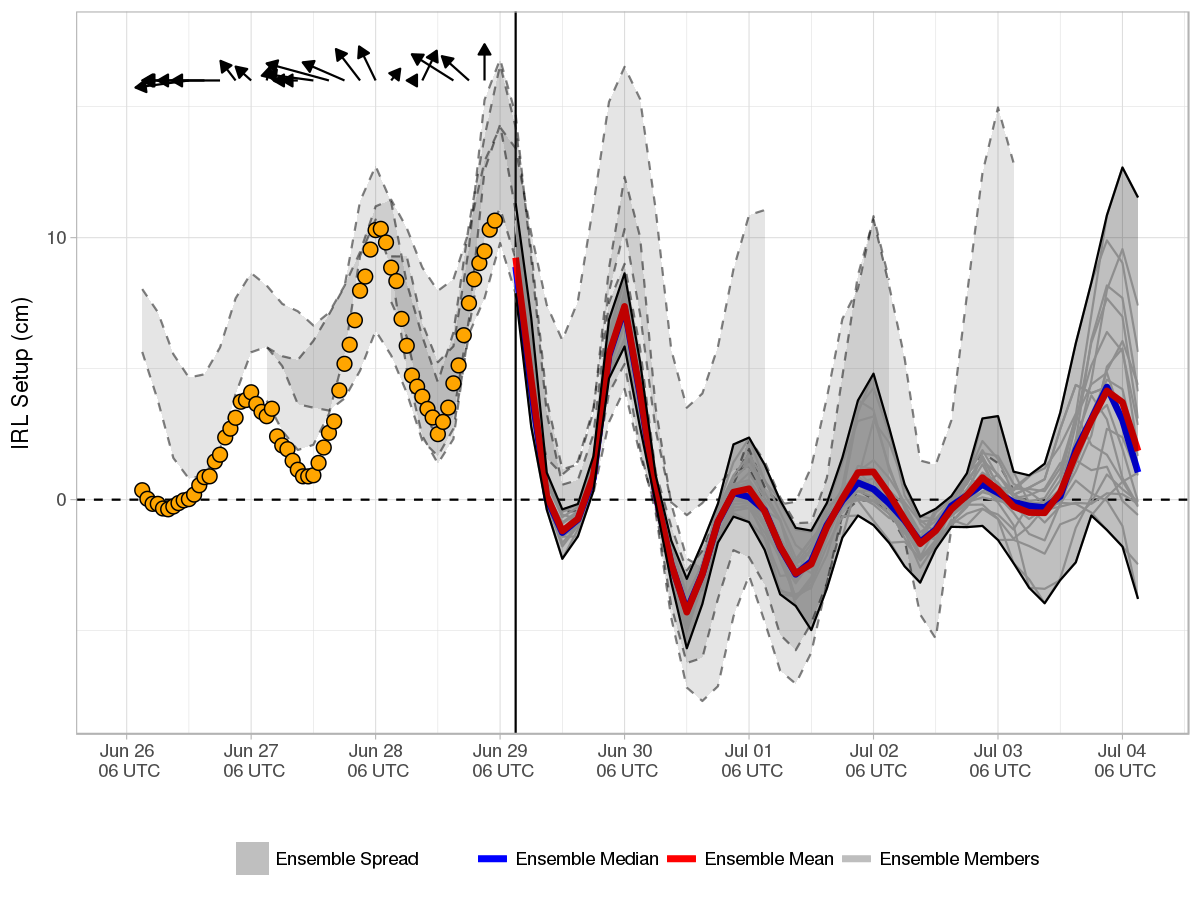 IRL Setup (cm)
10
0
Jun 26 Jun 27 Jun 28 Jun 29 Jun 30 Jul 01 Jul 02 Jul 03 Jul 04
06 UTC 06 UTC 06 UTC 06 UTC 06 UTC 06 UTC 06 UTC 06 UTC 06 UTC
Ensemble Spread Ensemble Median Ensemble Mean Ensemble Members